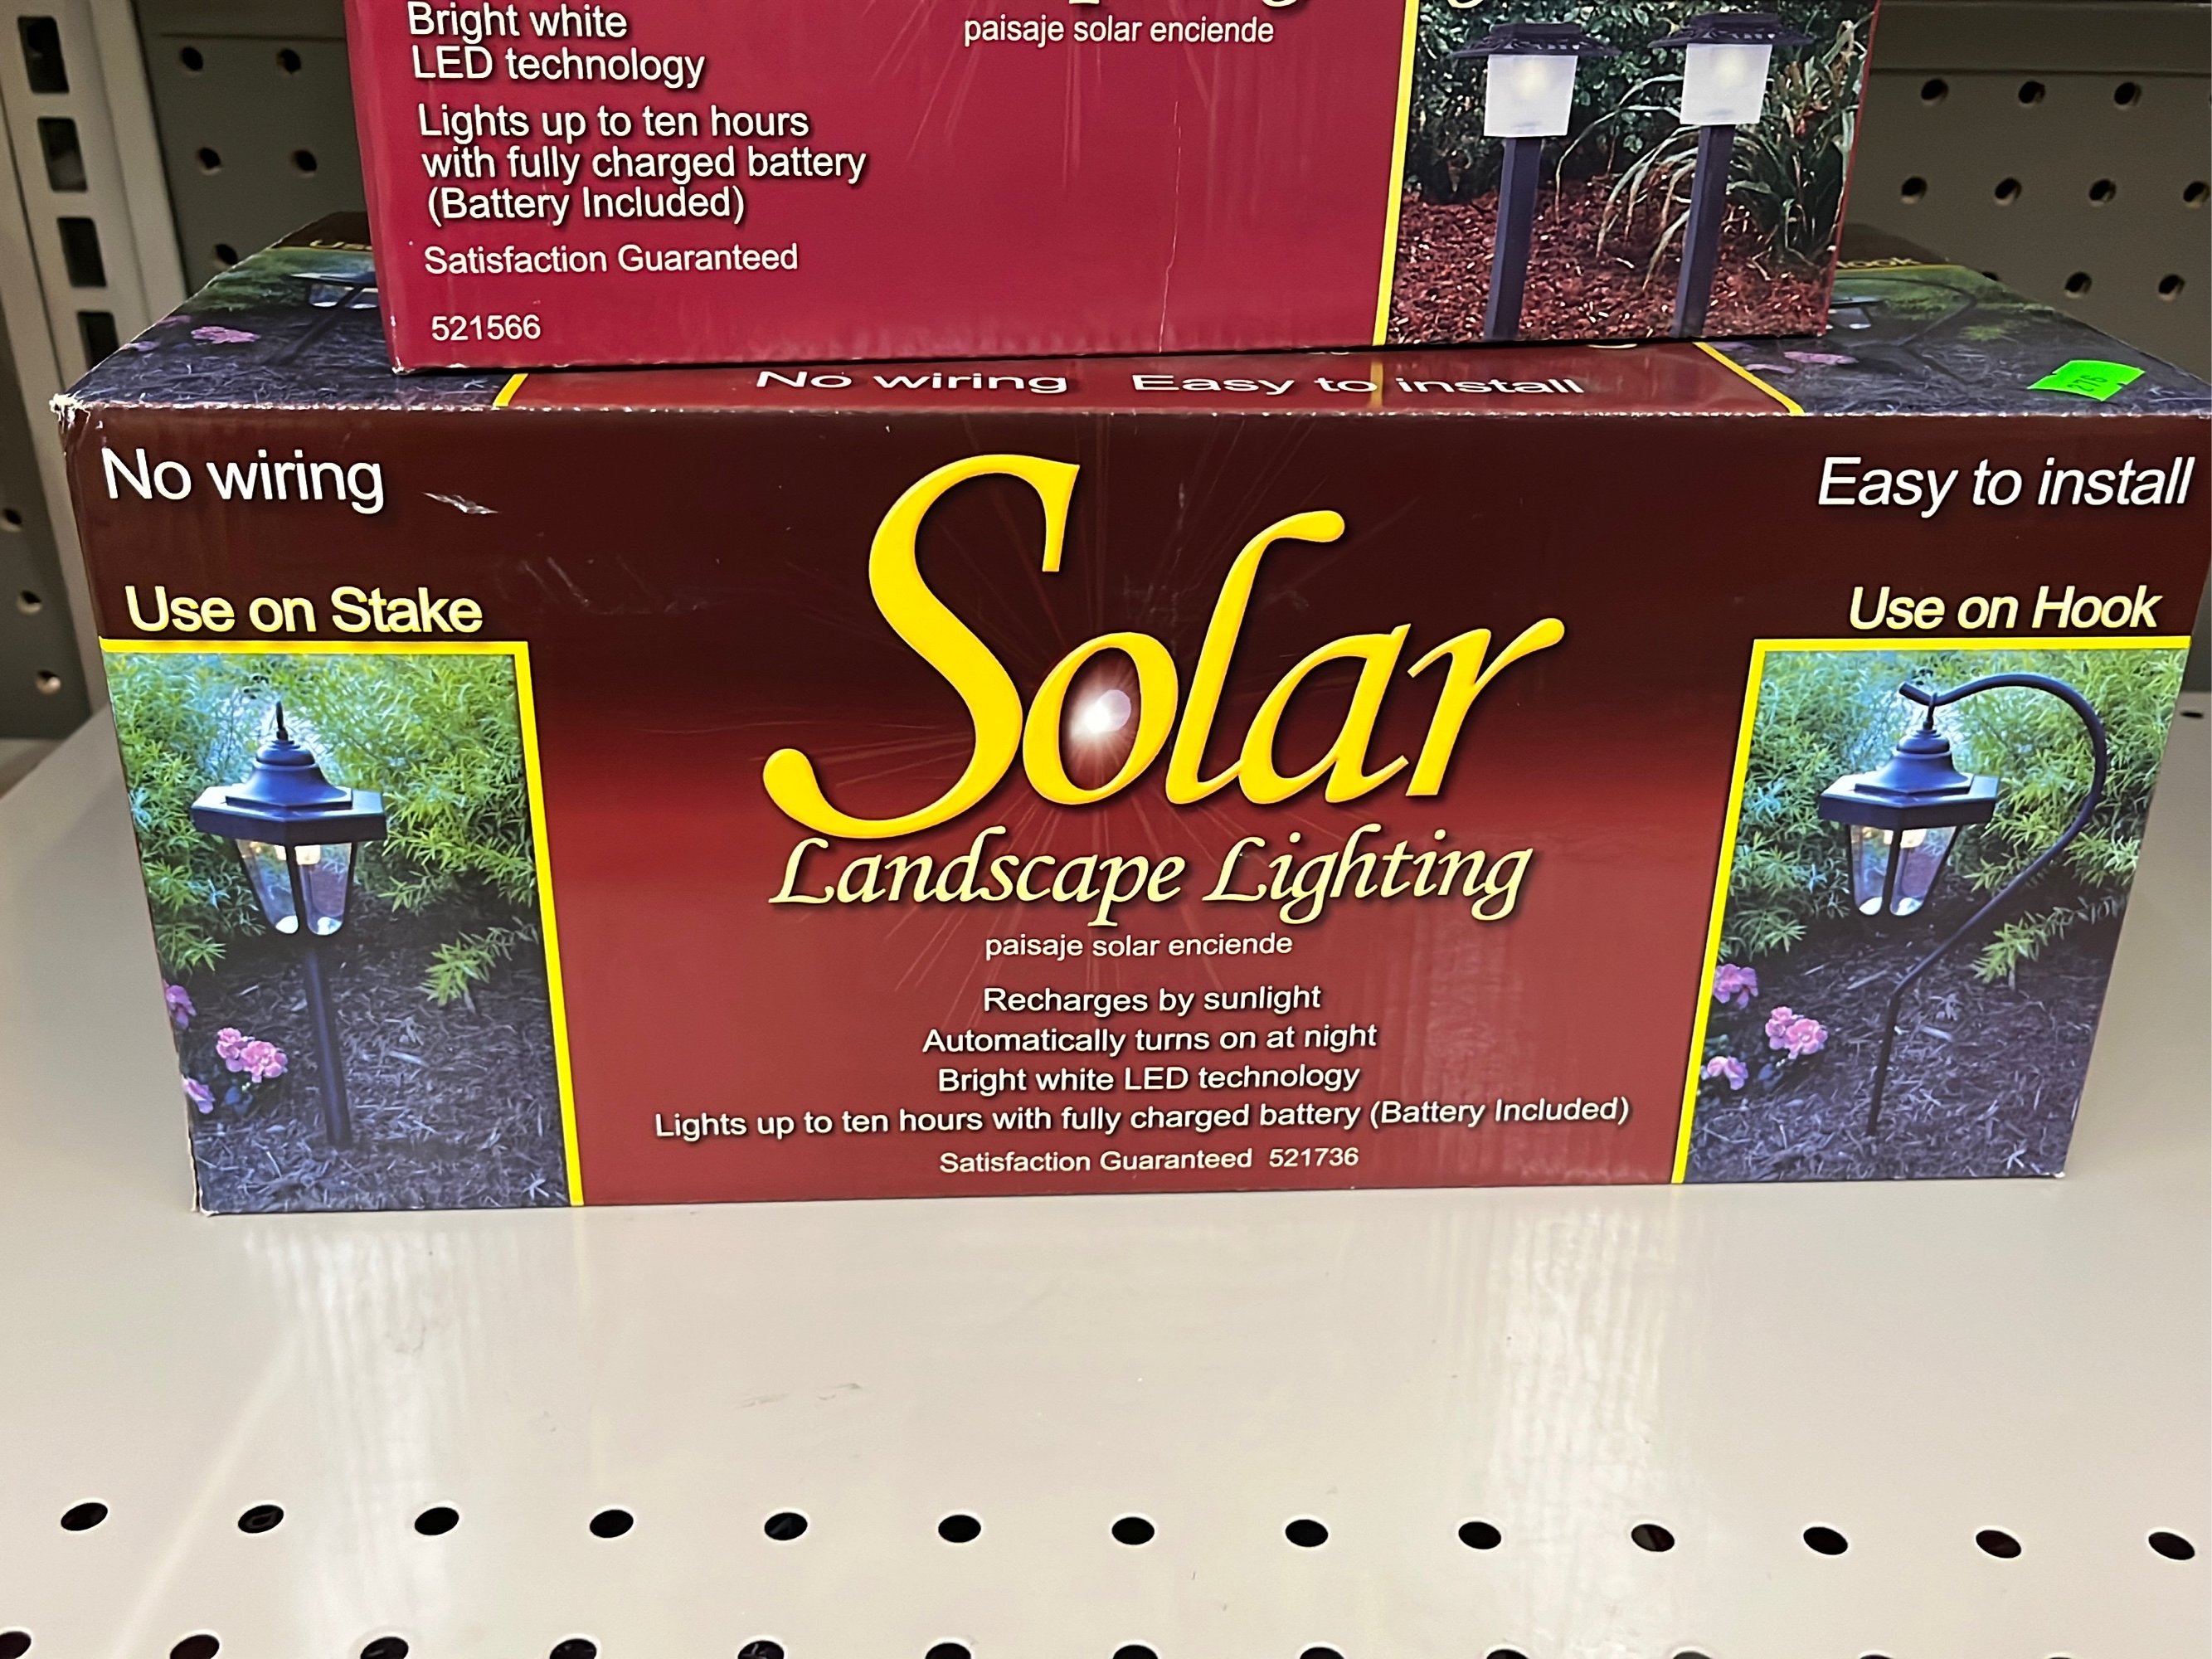 Bright white
LED technology
paisaje solar enciende
Lights up to ten hours
with fully charged battery
(Battery Included)
Satisfaction Guaranteed
521566
No wiring Easy to install
No wiring
Easy to install
Use on Stake
Use on Hook
Solar
Landscape Lighting
paisaje solar enciende
Recharges by sunlight
Automatically turns on at night
Bright white LED technology
Lights up to ten hours with fully charged battery (Battery Included)
Satisfaction Guaranteed 521736